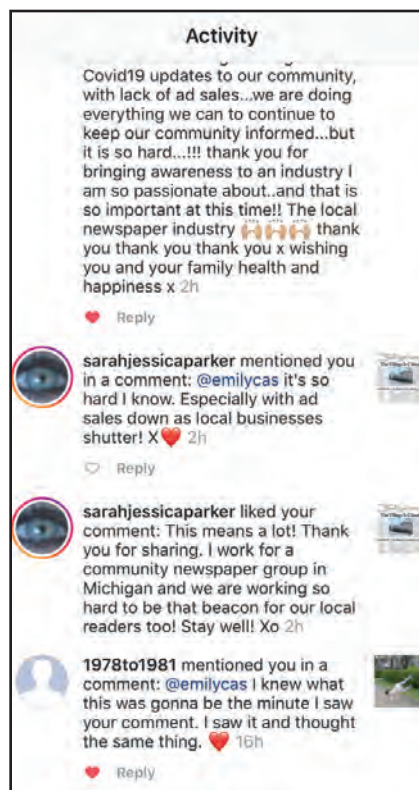 Activity
Covid19 updates to our community,
with lack of ad sales...we are doing
everything we can to continue to
keep our community informed...but
it is so hard...!!! thank you for
bringing awareness to an industry I
am so passionate about..and that is
so important at this time!! The local
newspaper industry 🙌🏼🙌🏼🙌🏼 thank
you thank you thank you x wishing
you and your family health and
happiness x 2h
Reply
sarahjessicaparker mentioned you
in a comment: @emilycas it's so
hard I know. Especially with ad
sales down as local businesses
shutter! X❤️ 2h
Reply
sarahjessicaparker liked your
comment: This means a lot! Thank
you for sharing. I work for a
community newspaper group in
Michigan and we are working so
hard to be that beacon for our local
readers too! Stay well! Xo 2h
1978to1981 mentioned you in a
comment: @emilycas I knew what
this was gonna be the minute I saw
your comment. I saw it and thought
the same thing. ❤️ 16h
Reply